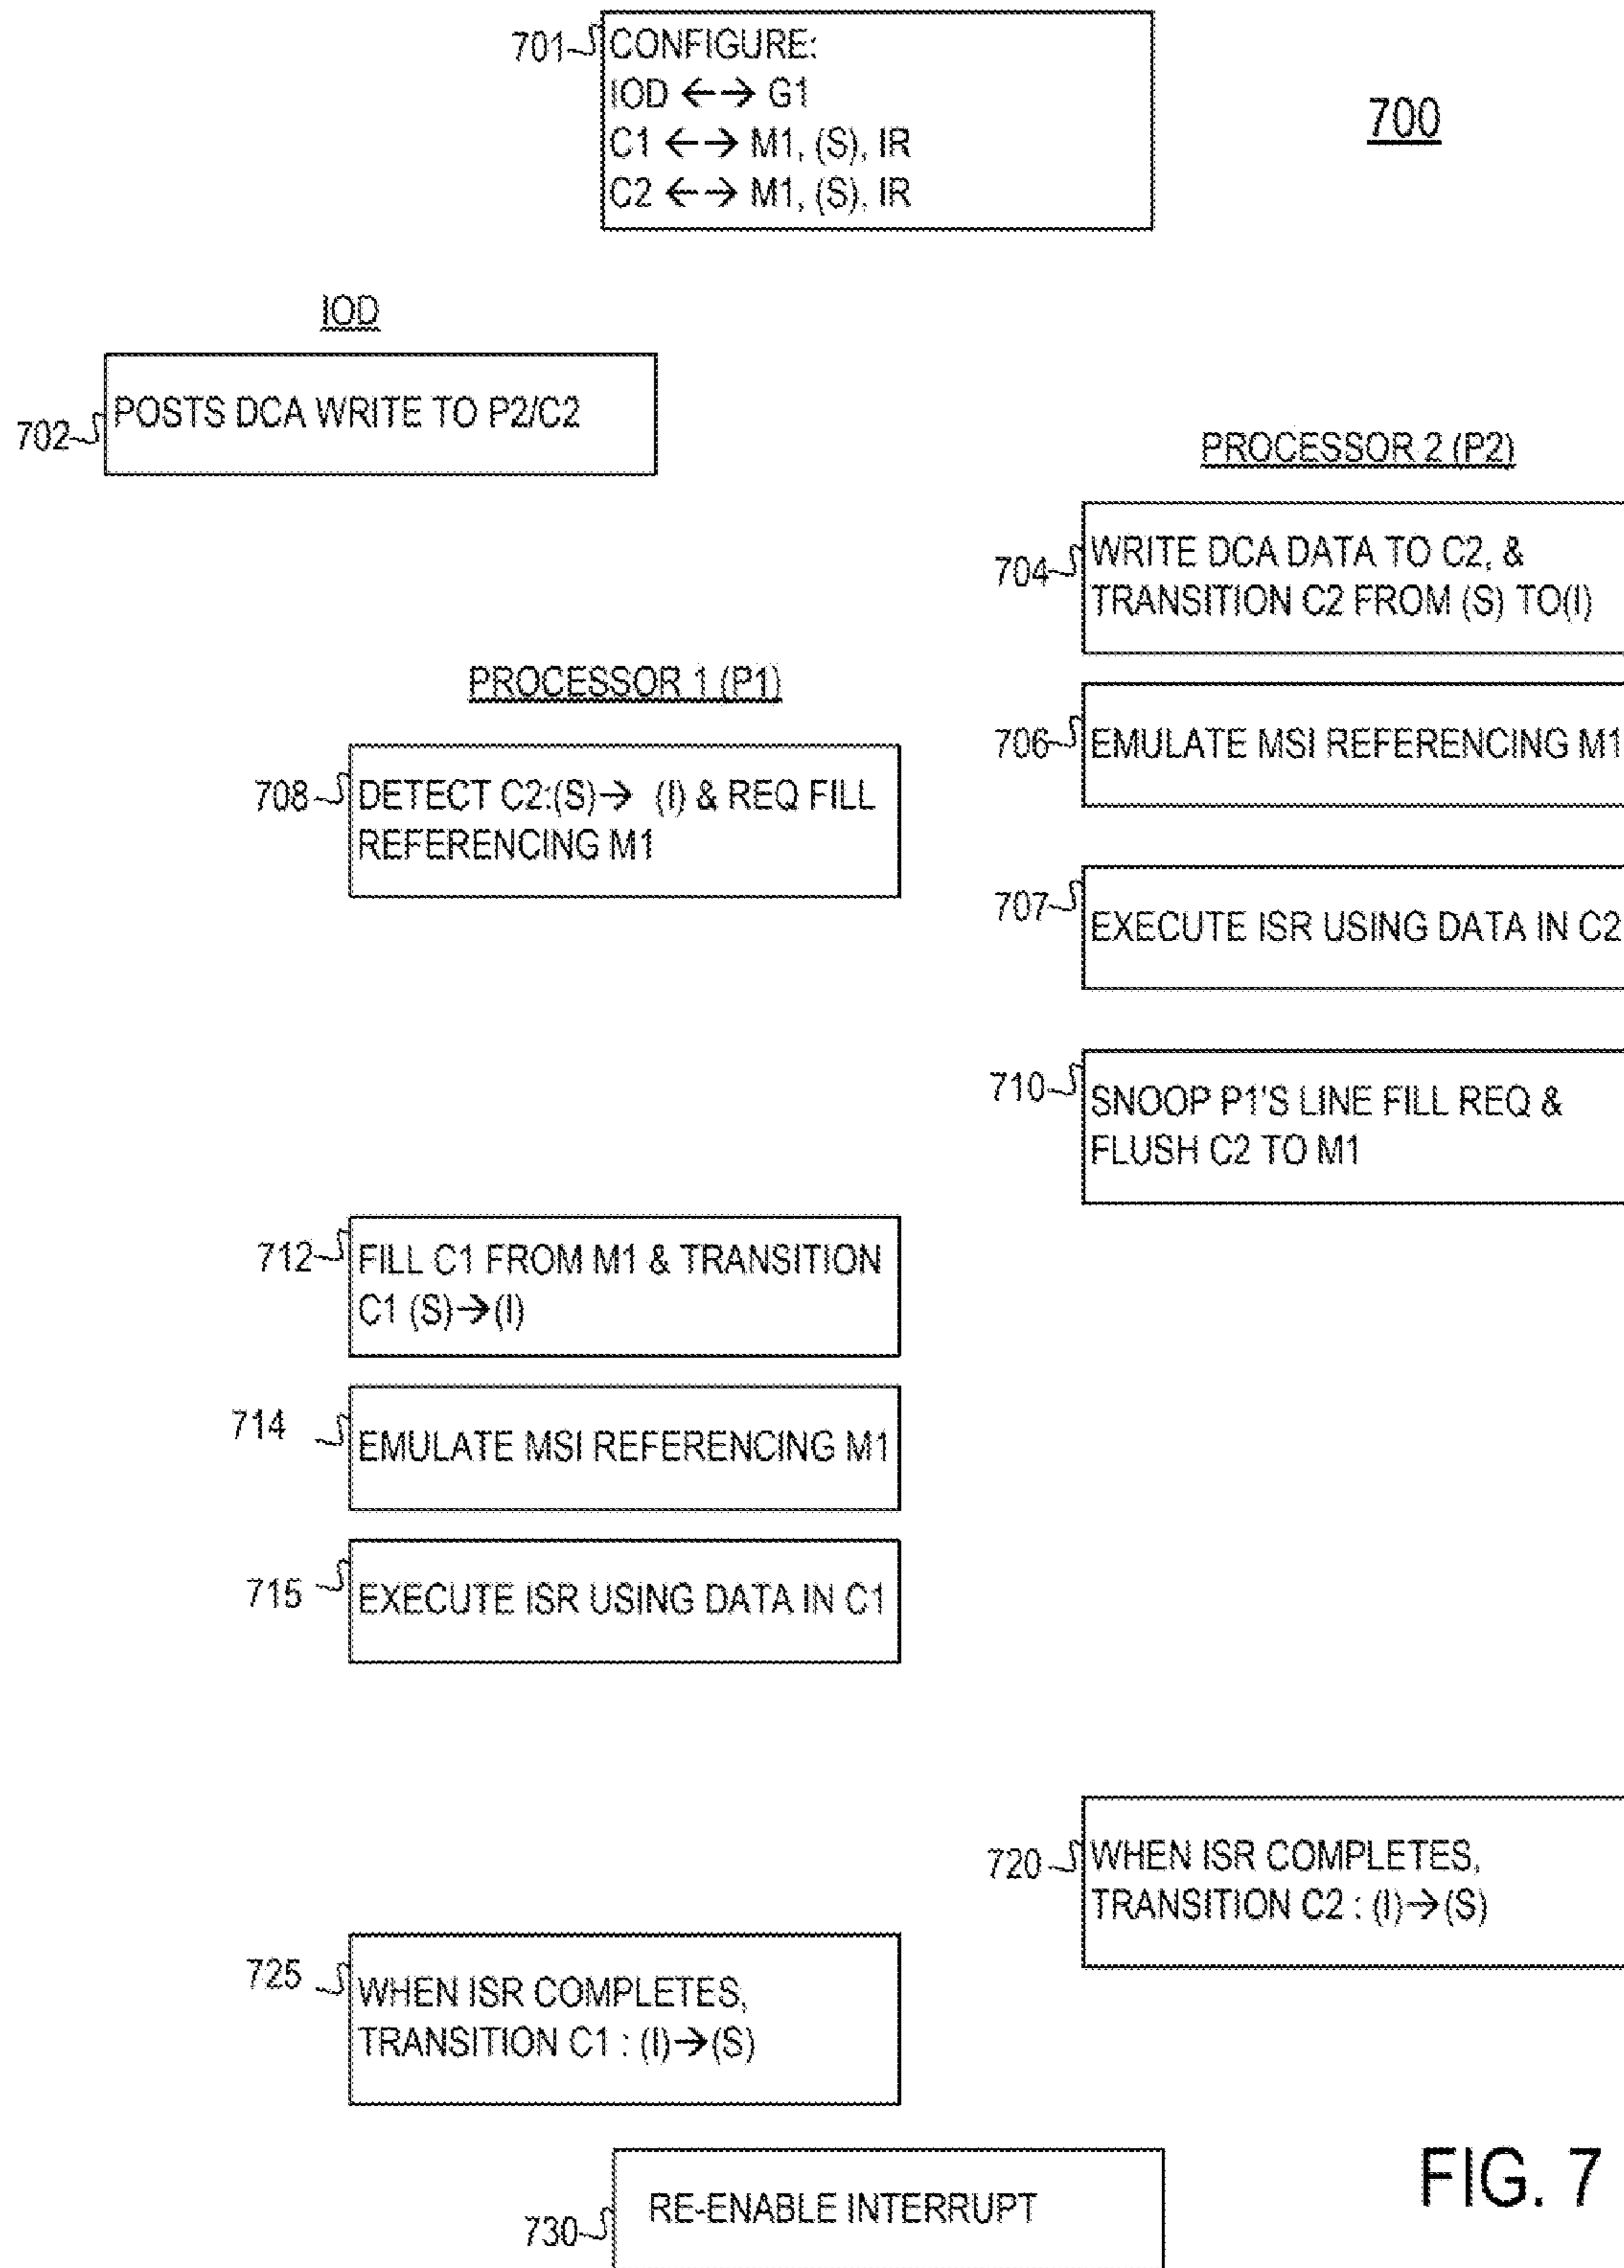 701 CONFIGURE:
IOD ←→ G1
C1 ←→ M1, (S), IR
C2 ←→ M1, (S), IR
700
IOD
702 POSTS DCA WRITE TO P2/C2
PROCESSOR 2 (P2)
704 WRITE DCA DATA TO C2, &
TRANSITION C2 FROM (S) TO(I)
706 EMULATE MSI REFERENCING M1
PROCESSOR 1 (P1)
708 DETECT C2:(S)→ (I) & REQ FILL
REFERENCING M1
707 EXECUTE ISR USING DATA IN C2
710 SNOOP P1'S LINE FILL REQ &
FLUSH C2 TO M1
712 FILL C1 FROM M1 & TRANSITION
C1 (S)→(I)
714 EMULATE MSI REFERENCING M1
715 EXECUTE ISR USING DATA IN C1
720 WHEN ISR COMPLETES,
TRANSITION C2 : (I)→(S)
725 WHEN ISR COMPLETES,
TRANSITION C1 : (I)→(S)
730 RE-ENABLE INTERRUPT
FIG. 7